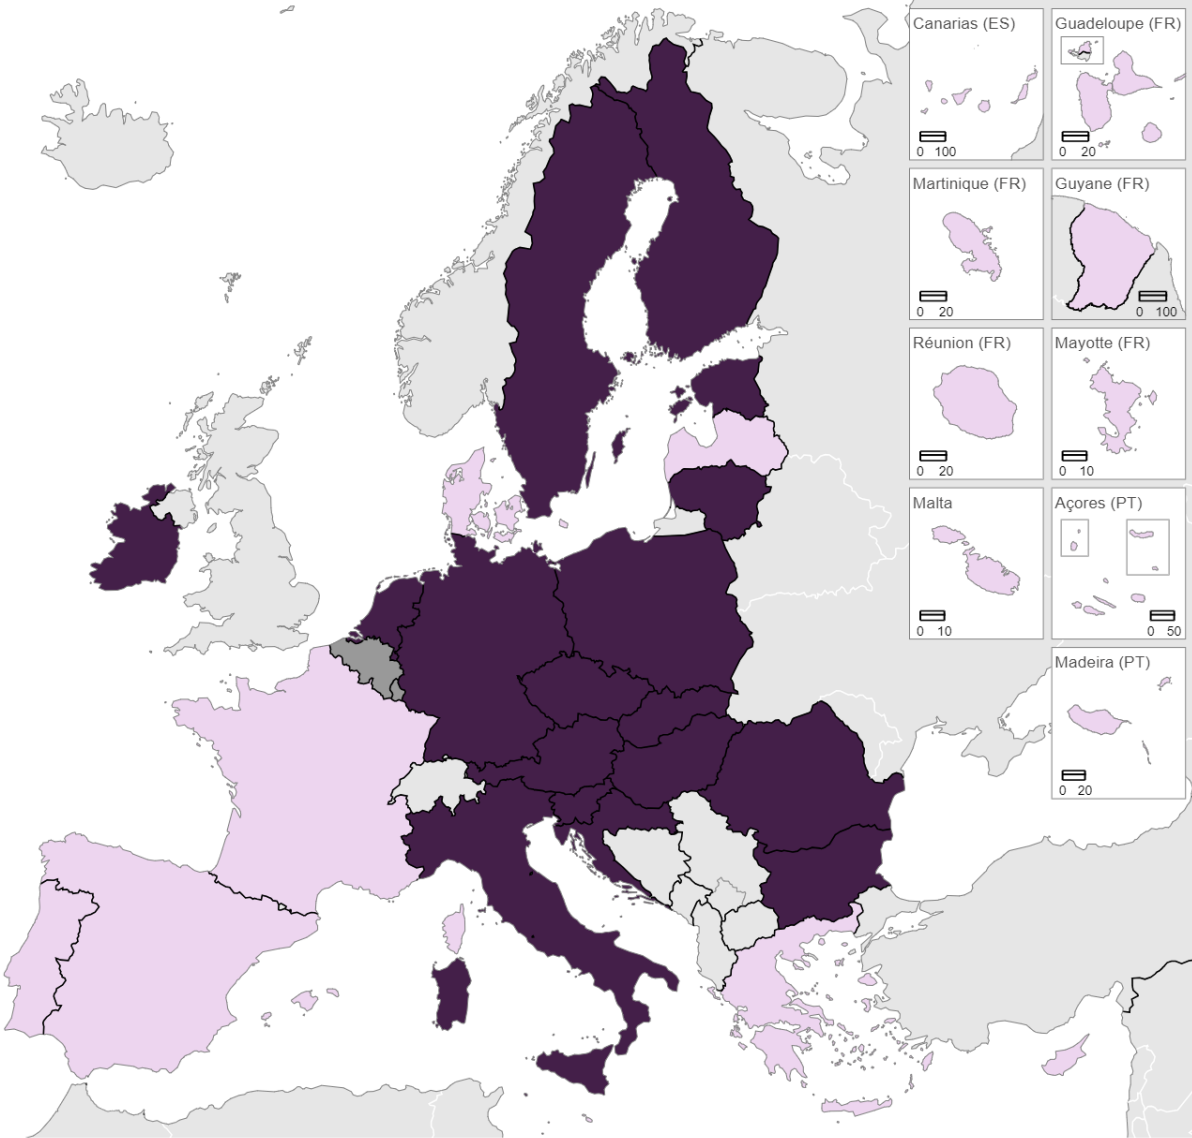 Canarias (ES)
0 100
Guadeloupe (FR)
0 20
Martinique (FR)
0 20
Guyane (FR)
0 100
Réunion (FR)
0 20
Mayotte (FR)
0 10
Malta
0 10
Açores (PT)
0 50
Madeira (PT)
0 20